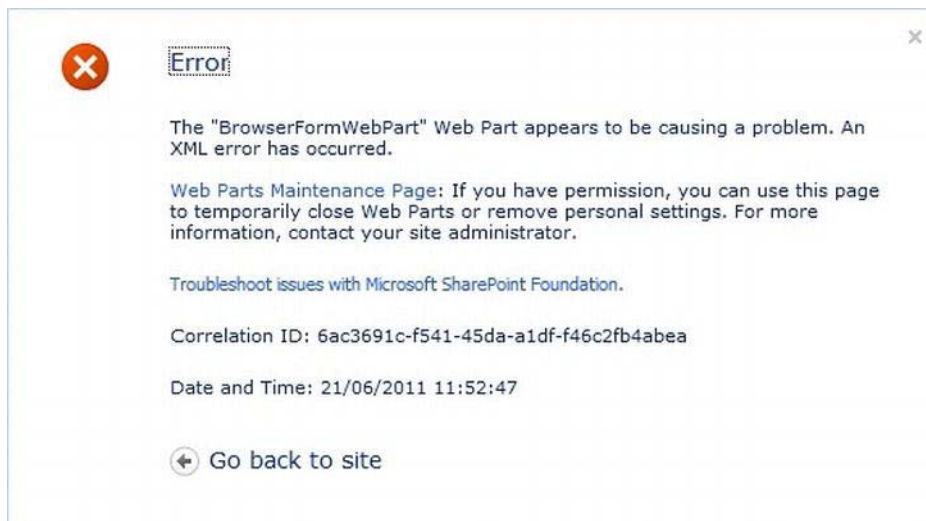 Error
The "BrowserFormWebPart" Web Part appears to be causing a problem. An
XML error has occurred.
Web Parts Maintenance Page: If you have permission, you can use this page
to temporarily close Web Parts or remove personal settings. For more
information, contact your site administrator.
Troubleshoot issues with Microsoft SharePoint Foundation.
Correlation ID: 6ac3691c-f541-45da-a1df-f46c2fb4abea
Date and Time: 21/06/2011 11:52:47
Go back to site